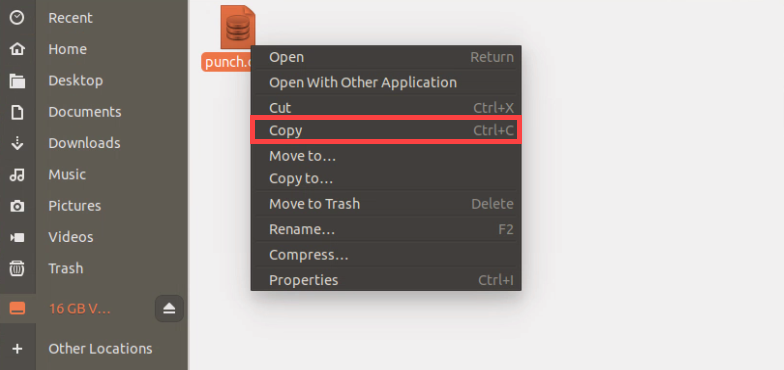 Recent
Home
Desktop
Documents
Downloads
Music
Pictures
Videos
Trash
16 GB V...
Other Locations
punch.
Open Return
Open With Other Application
Cut Ctrl+X
Copy Ctrl+C
Move to...
Copy to...
Move to Trash Delete
Rename... F2
Compress...
Properties Ctrl+I